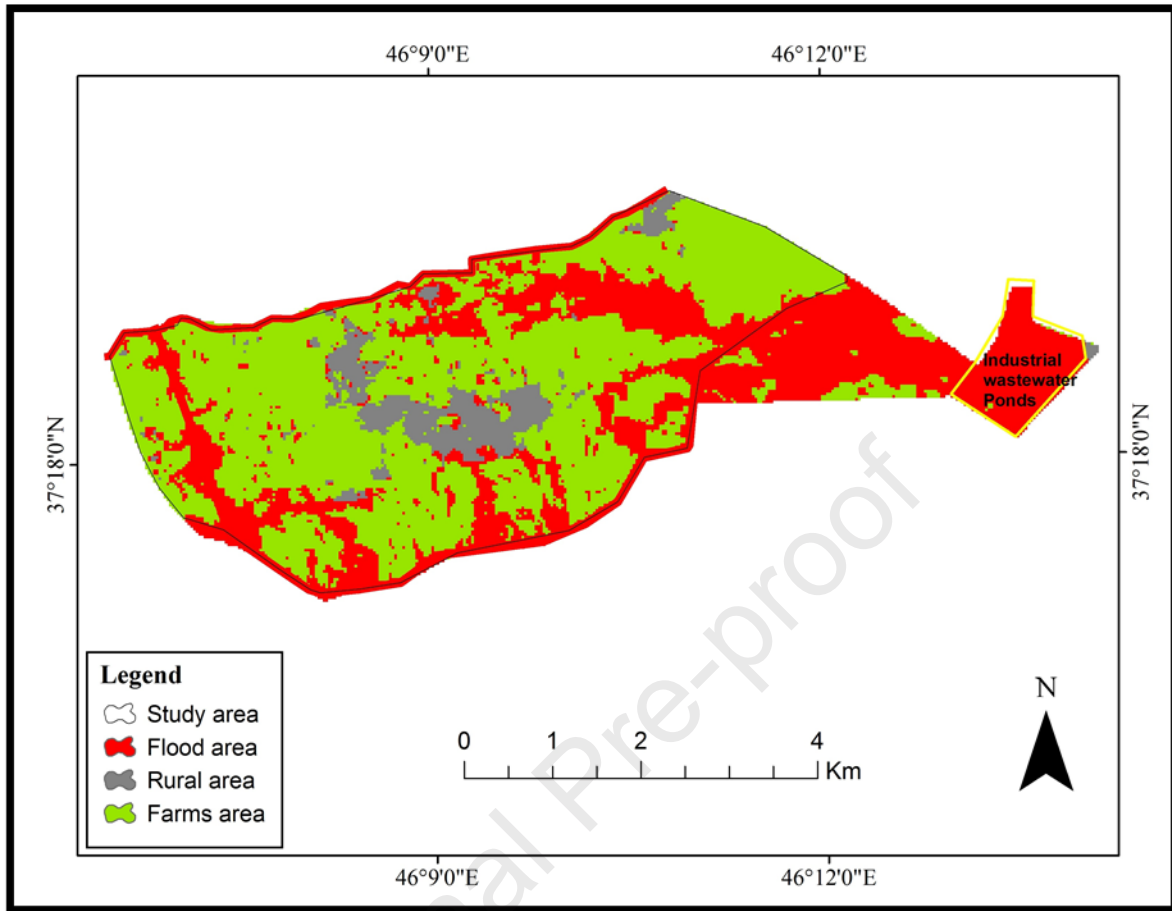 46°9'0"E
46°12'0"E
Industrial
wastewater
Ponds
37°18'0"N
37°18'0"N
Legend
Study area
Flood area
Rural area
Farms area
0 1 2 4
Km
N
46°9'0"E
46°12'0"E
nal Pre-proof